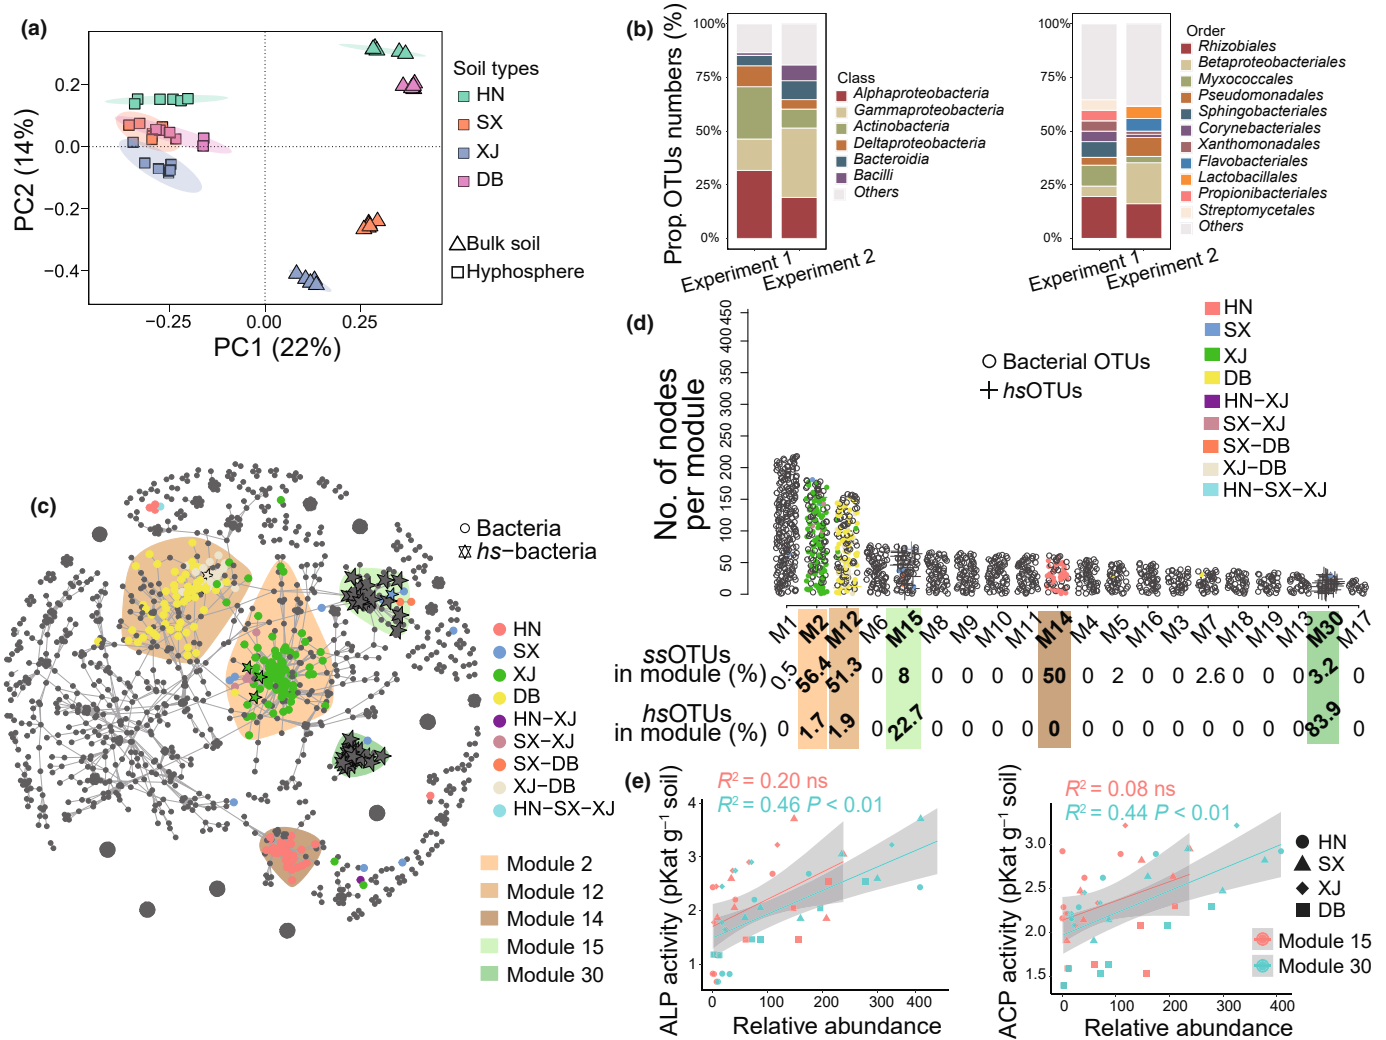 (a)
PC2 (14%)
0.2
0.0
−0.2
−0.4
−0.25
0.00
0.25
PC1 (22%)
Soil types
HN
SX
XJ
DB
Bulk soil
Hyphosphere
(b)
Prop. OTUs numbers (%)
100%
75%
50%
25%
0%
Experiment 1
Experiment 2
Class
Alphaproteobacteria
Gammaproteobacteria
Actinobacteria
Deltaproteobacteria
Bacteroidia
Bacilli
Others
100%
75%
50%
25%
0%
Experiment 1
Experiment 2
Order
Rhizobiales
Betaproteobacteriales
Myxococcales
Pseudomonadales
Sphingobacteriales
Corynebacteriales
Xanthomonadales
Flavobacteriales
Lactobacillales
Propionibacteriales
Streptomycetales
Others
(c)
Bacteria
hs−bacteria
HN
SX
XJ
DB
HN−XJ
SX−XJ
SX−DB
XJ−DB
HN−SX−XJ
Module 2
Module 12
Module 14
Module 15
Module 30
(d)
No. of nodes
per module
0 50 100 150 200 250 300 350 400 450
Bacterial OTUs
hsOTUs
HN
SX
XJ
DB
HN−XJ
SX−XJ
SX−DB
XJ−DB
HN−SX−XJ
M1 M2 M12 M6 M15 M8 M9 M10 M11 M14 M4 M5 M16 M3 M7 M18 M19 M13 M30 M17
ssOTUs
in module (%) 0.5 56.4 51.3 0 8 0 0 0 0 50 0 2 0 0 2.6 0 0 0 3.2 0
hsOTUs
in module (%) 0 1.7 1.9 0 22.7 0 0 0 0 0 0 0 0 0 0 0 0 0 83.9 0
(e)
R² = 0.20 ns
R² = 0.46 P < 0.01
ALP activity (pKat g⁻¹ soil)
4
3
2
1
0 100 200 300 400
Relative abundance
R² = 0.08 ns
R² = 0.44 P < 0.01
ACP activity (pKat g⁻¹ soil)
3.0
2.5
2.0
1.5
0 100 200 300 400
Relative abundance
HN
SX
XJ
DB
Module 15
Module 30